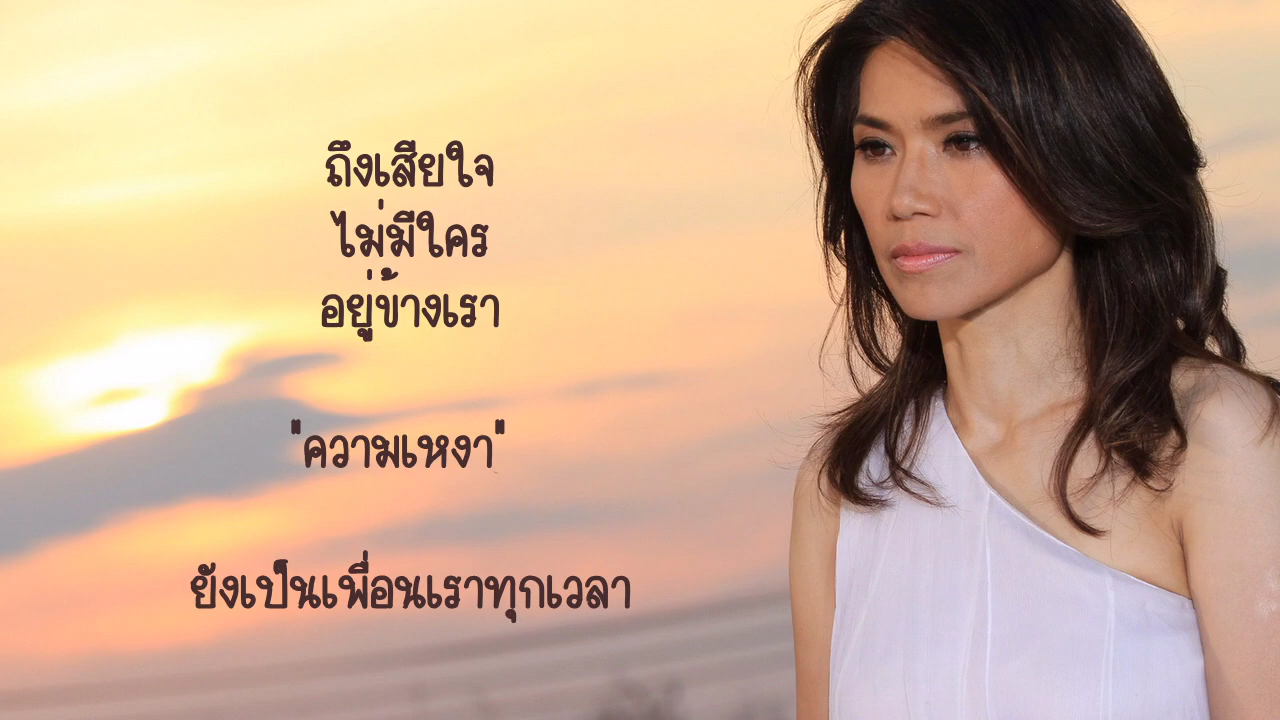 ถึงเสียใจ
ไม่มีใคร
อยู่ข้างเรา
"ความเหงา"
ยังเป็นเพื่อนเราทุกเวลา